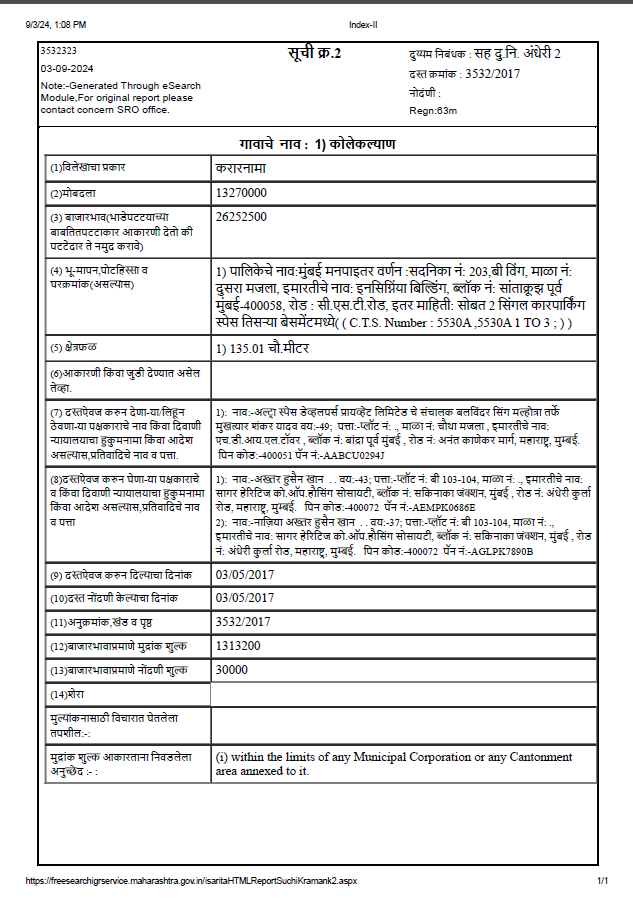 9/3/24, 1:08 PM Index-II
3532323
03-09-2024
Note:-Generated Through eSearch
Module,For original report please
contact concern SRO office.
सूची क्र.2
दुय्यम निबंधक : सह दु.नि. अंधेरी 2
दस्त क्रमांक : 3532/2017
नोदंणी :
Regn:63m
गावाचे नाव : 1) कोलेकल्याण
(1)विलेखाचा प्रकार करारनामा
(2)मोबदला 13270000
(3) बाजारभाव(भाडेपटटयाच्या
बाबतितपटटाकार आकारणी देतो की
पटटेदार ते नमुद करावे)
26252500
(4) भू-मापन,पोटहिस्सा व
घरक्रमांक(असल्यास)
1) पालिकेचे नाव:मुंबई मनपाइतर वर्णन :सदनिका नं: 203,बी विंग, माळा नं:
दुसरा मजला, इमारतीचे नाव: इनसिग्निया बिल्डिंग, ब्लॉक नं: सांताक्रूझ पूर्व
मुंबई-400058, रोड : सी.एस.टी.रोड, इतर माहिती: सोबत 2 सिंगल कारपार्किंग
स्पेस तिसऱ्या बेसमेंटमध्ये( ( C.T.S. Number : 5530A ,5530A 1 TO 3 ; ) )
(5) क्षेत्रफळ 1) 135.01 चौ.मीटर
(6)आकारणी किंवा जुडी देण्यात असेल
तेव्हा.
(7) दस्तऐवज करुन देणा-या/लिहून
ठेवणा-या पक्षकाराचे नाव किंवा दिवाणी
न्यायालयाचा हुकुमनामा किंवा आदेश
असल्यास,प्रतिवादिचे नाव व पत्ता.
1): नाव:-अल्ट्रा स्पेस डेव्हलपर्स प्रायव्हेंट लिमिटेड चे संचालक बलविंदर सिंग मल्होत्रा तर्फे
मुखत्यार शंकर यादव वय:-49; पत्ता:-प्लॉट नं: ., माळा नं: चौथा मजला , इमारतीचे नाव:
एच.डी.आय.एल.टॉवर , ब्लॉक नं: बांद्रा पूर्व मुंबई , रोड नं: अनंत काणेकर मार्ग, महाराष्ट्र, मुम्बई.
पिन कोड:-400051 पॅन नं:-AABCU0294J
(8)दस्तऐवज करुन घेणा-या पक्षकाराचे
व किंवा दिवाणी न्यायालयाचा हुकुमनामा
किंवा आदेश असल्यास,प्रतिवादिचे नाव
व पत्ता
1): नाव:-अख्तर हुसैन खान . . वय:-43; पत्ता:-प्लॉट नं: बी 103-104, माळा नं: ., इमारतीचे नाव:
सागर हेरिटिज को.ऑप.हौसिंग सोसायटी, ब्लॉक नं: सकिनाका जंक्शन, मुंबई , रोड नं: अंधेरी कुर्ला
रोड, महाराष्ट्र, मुम्बई. पिन कोड:-400072 पॅन नं:-AEMPK0686E
2): नाव:-नाज़िया अख्तर हुसैन खान . . वय:-37; पत्ता:-प्लॉट नं: बी 103-104, माळा नं: .,
इमारतीचे नाव: सागर हेरिटिज को.ऑप.हौसिंग सोसायटी, ब्लॉक नं: सकिनाका जंक्शन, मुंबई , रोड
नं: अंधेरी कुर्ला रोड, महाराष्ट्र, मुम्बई. पिन कोड:-400072 पॅन नं:-AGLPK7890B
(9) दस्तऐवज करुन दिल्याचा दिनांक 03/05/2017
(10)दस्त नोंदणी केल्याचा दिनांक 03/05/2017
(11)अनुक्रमांक,खंड व पृष्ठ 3532/2017
(12)बाजारभावाप्रमाणे मुद्रांक शुल्क 1313200
(13)बाजारभावाप्रमाणे नोंदणी शुल्क 30000
(14)शेरा
मुल्यांकनासाठी विचारात घेतलेला
तपशील:-:
मुद्रांक शुल्क आकारताना निवडलेला
अनुच्छेद :- :
(i) within the limits of any Municipal Corporation or any Cantonment
area annexed to it.
https://freesearchigrservice.maharashtra.gov.in/isaritaHTMLReportSuchiKramank2.aspx 1/1